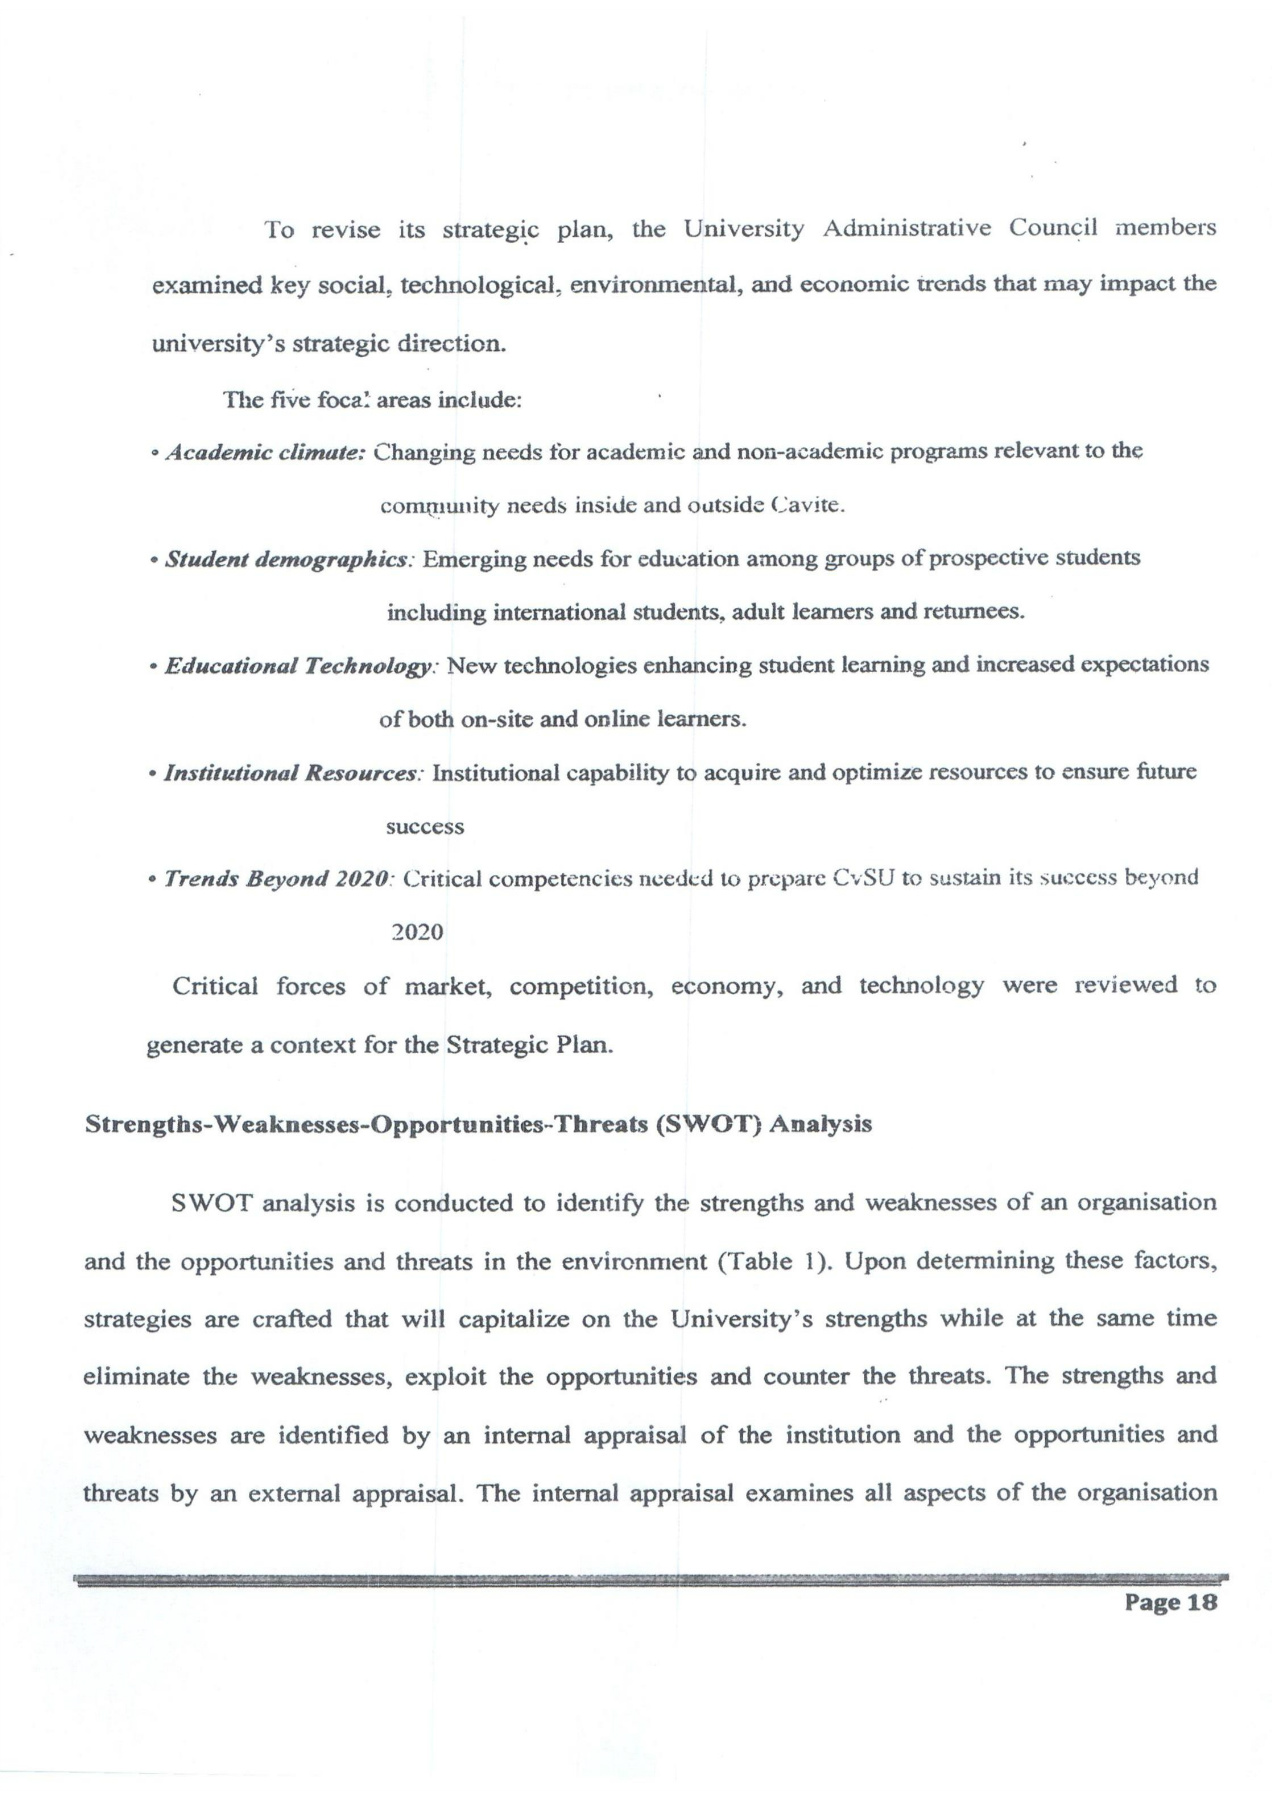 To revise its strategic plan, the University Administrative Council members
examined key social, technological, environmental, and economic trends that may impact the
university's strategic direction.
The five focal areas include:
• Academic climate: Changing needs for academic and non-academic programs relevant to the
community needs inside and outside Cavite.
• Student demographics: Emerging needs for education among groups of prospective students
including international students, adult learners and returnees.
• Educational Technology: New technologies enhancing student learning and increased expectations
of both on-site and online learners.
• Institutional Resources: Institutional capability to acquire and optimize resources to ensure future
success
• Trends Beyond 2020: Critical competencies needed to prepare CvSU to sustain its success beyond
2020
Critical forces of market, competition, economy, and technology were reviewed to
generate a context for the Strategic Plan.
Strengths-Weaknesses-Opportunities-Threats (SWOT) Analysis
SWOT analysis is conducted to identify the strengths and weaknesses of an organisation
and the opportunities and threats in the environment (Table 1). Upon determining these factors,
strategies are crafted that will capitalize on the University's strengths while at the same time
eliminate the weaknesses, exploit the opportunities and counter the threats. The strengths and
weaknesses are identified by an internal appraisal of the institution and the opportunities and
threats by an external appraisal. The internal appraisal examines all aspects of the organisation
Page 18